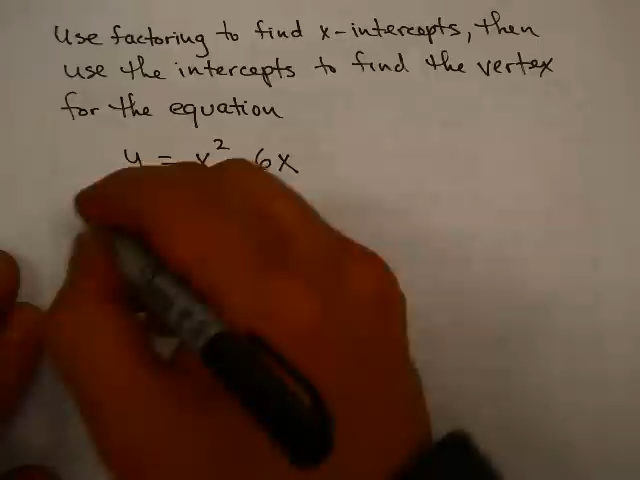 Use factoring to find x-intercepts, then
use the intercepts to find the vertex
for the equation
y = x² 6x